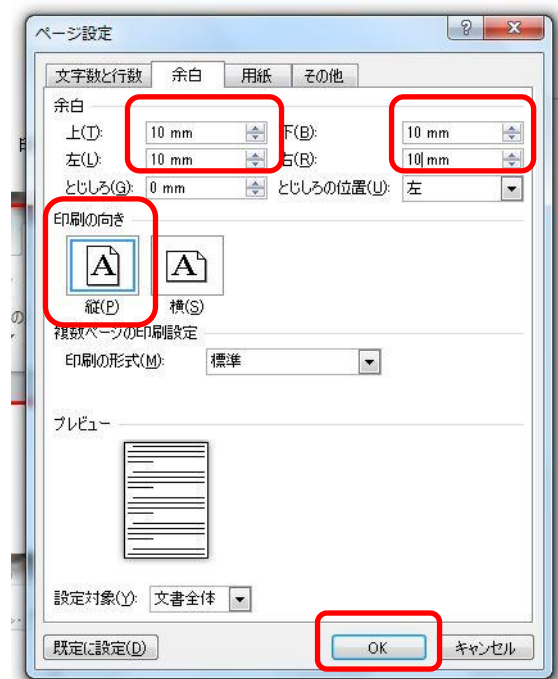 ページ設定
文字数と行数 余白 用紙 その他
余白
上(T): 10 mm 下(B): 10 mm
左(L): 10 mm 右(R): 10 mm
とじしろ(G): 0 mm とじしろの位置(U): 左
印刷の向き
A A
縦(P) 横(S)
複数ページの印刷設定
印刷の形式(M): 標準
プレビュー
設定対象(Y): 文書全体
既定に設定(D) OK キャンセル